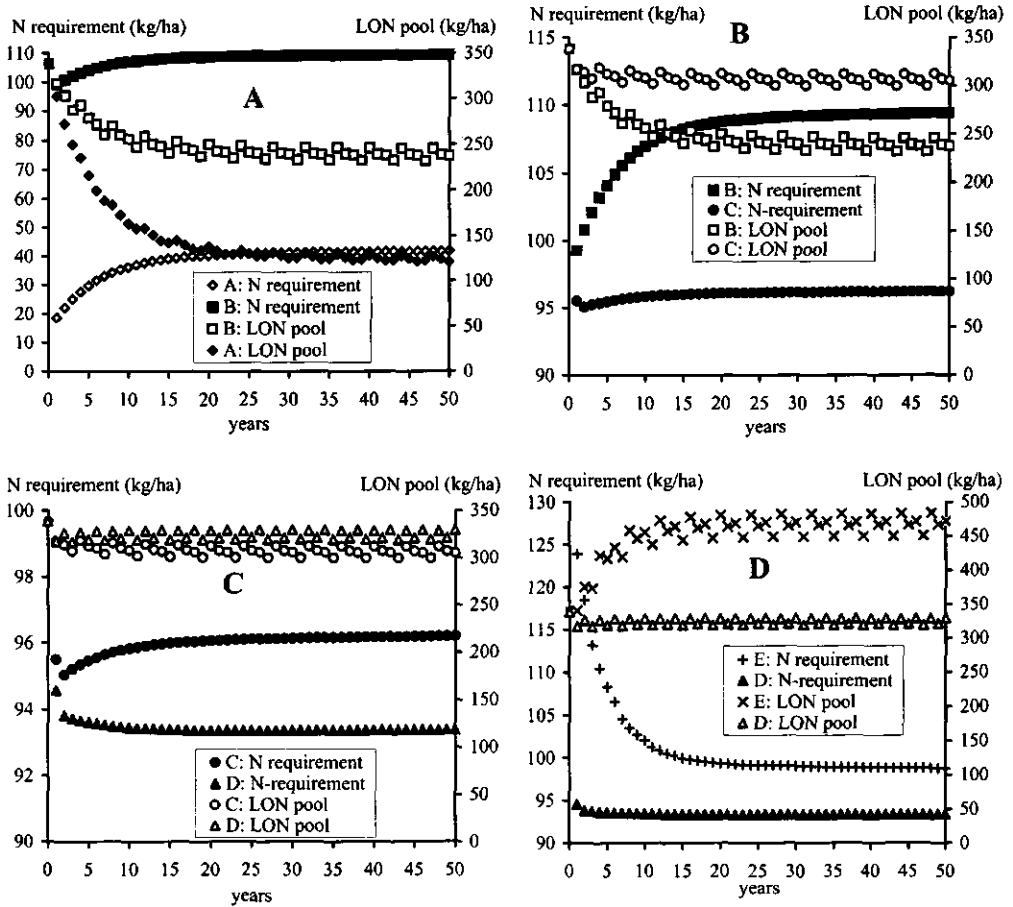 N requirement (kg/ha) LON pool (kg/ha)
110 100 90 80 70 60 50 40 30 20 10 0
350 300 250 200 150 100 50 0
A
A: N requirement
B: N requirement
B: LON pool
A: LON pool
0 5 10 15 20 25 30 35 40 45 50
years
N requirement (kg/ha) LON pool (kg/ha)
115 110 105 100 95 90
350 300 250 200 150 100 50 0
B
B: N requirement
C: N-requirement
B: LON pool
C: LON pool
0 5 10 15 20 25 30 35 40 45 50
years
N requirement (kg/ha) LON pool (kg/ha)
100 98 96 94 92 90
350 300 250 200 150 100 50 0
C
C: N requirement
D: N-requirement
C: LON pool
D: LON pool
0 5 10 15 20 25 30 35 40 45 50
years
N requirement (kg/ha) LON pool (kg/ha)
130 125 120 115 110 105 100 95 90
500 450 400 350 300 250 200 150 100 50 0
D
E: N requirement
D: N-requirement
E: LON pool
D: LON pool
0 5 10 15 20 25 30 35 40 45 50
years